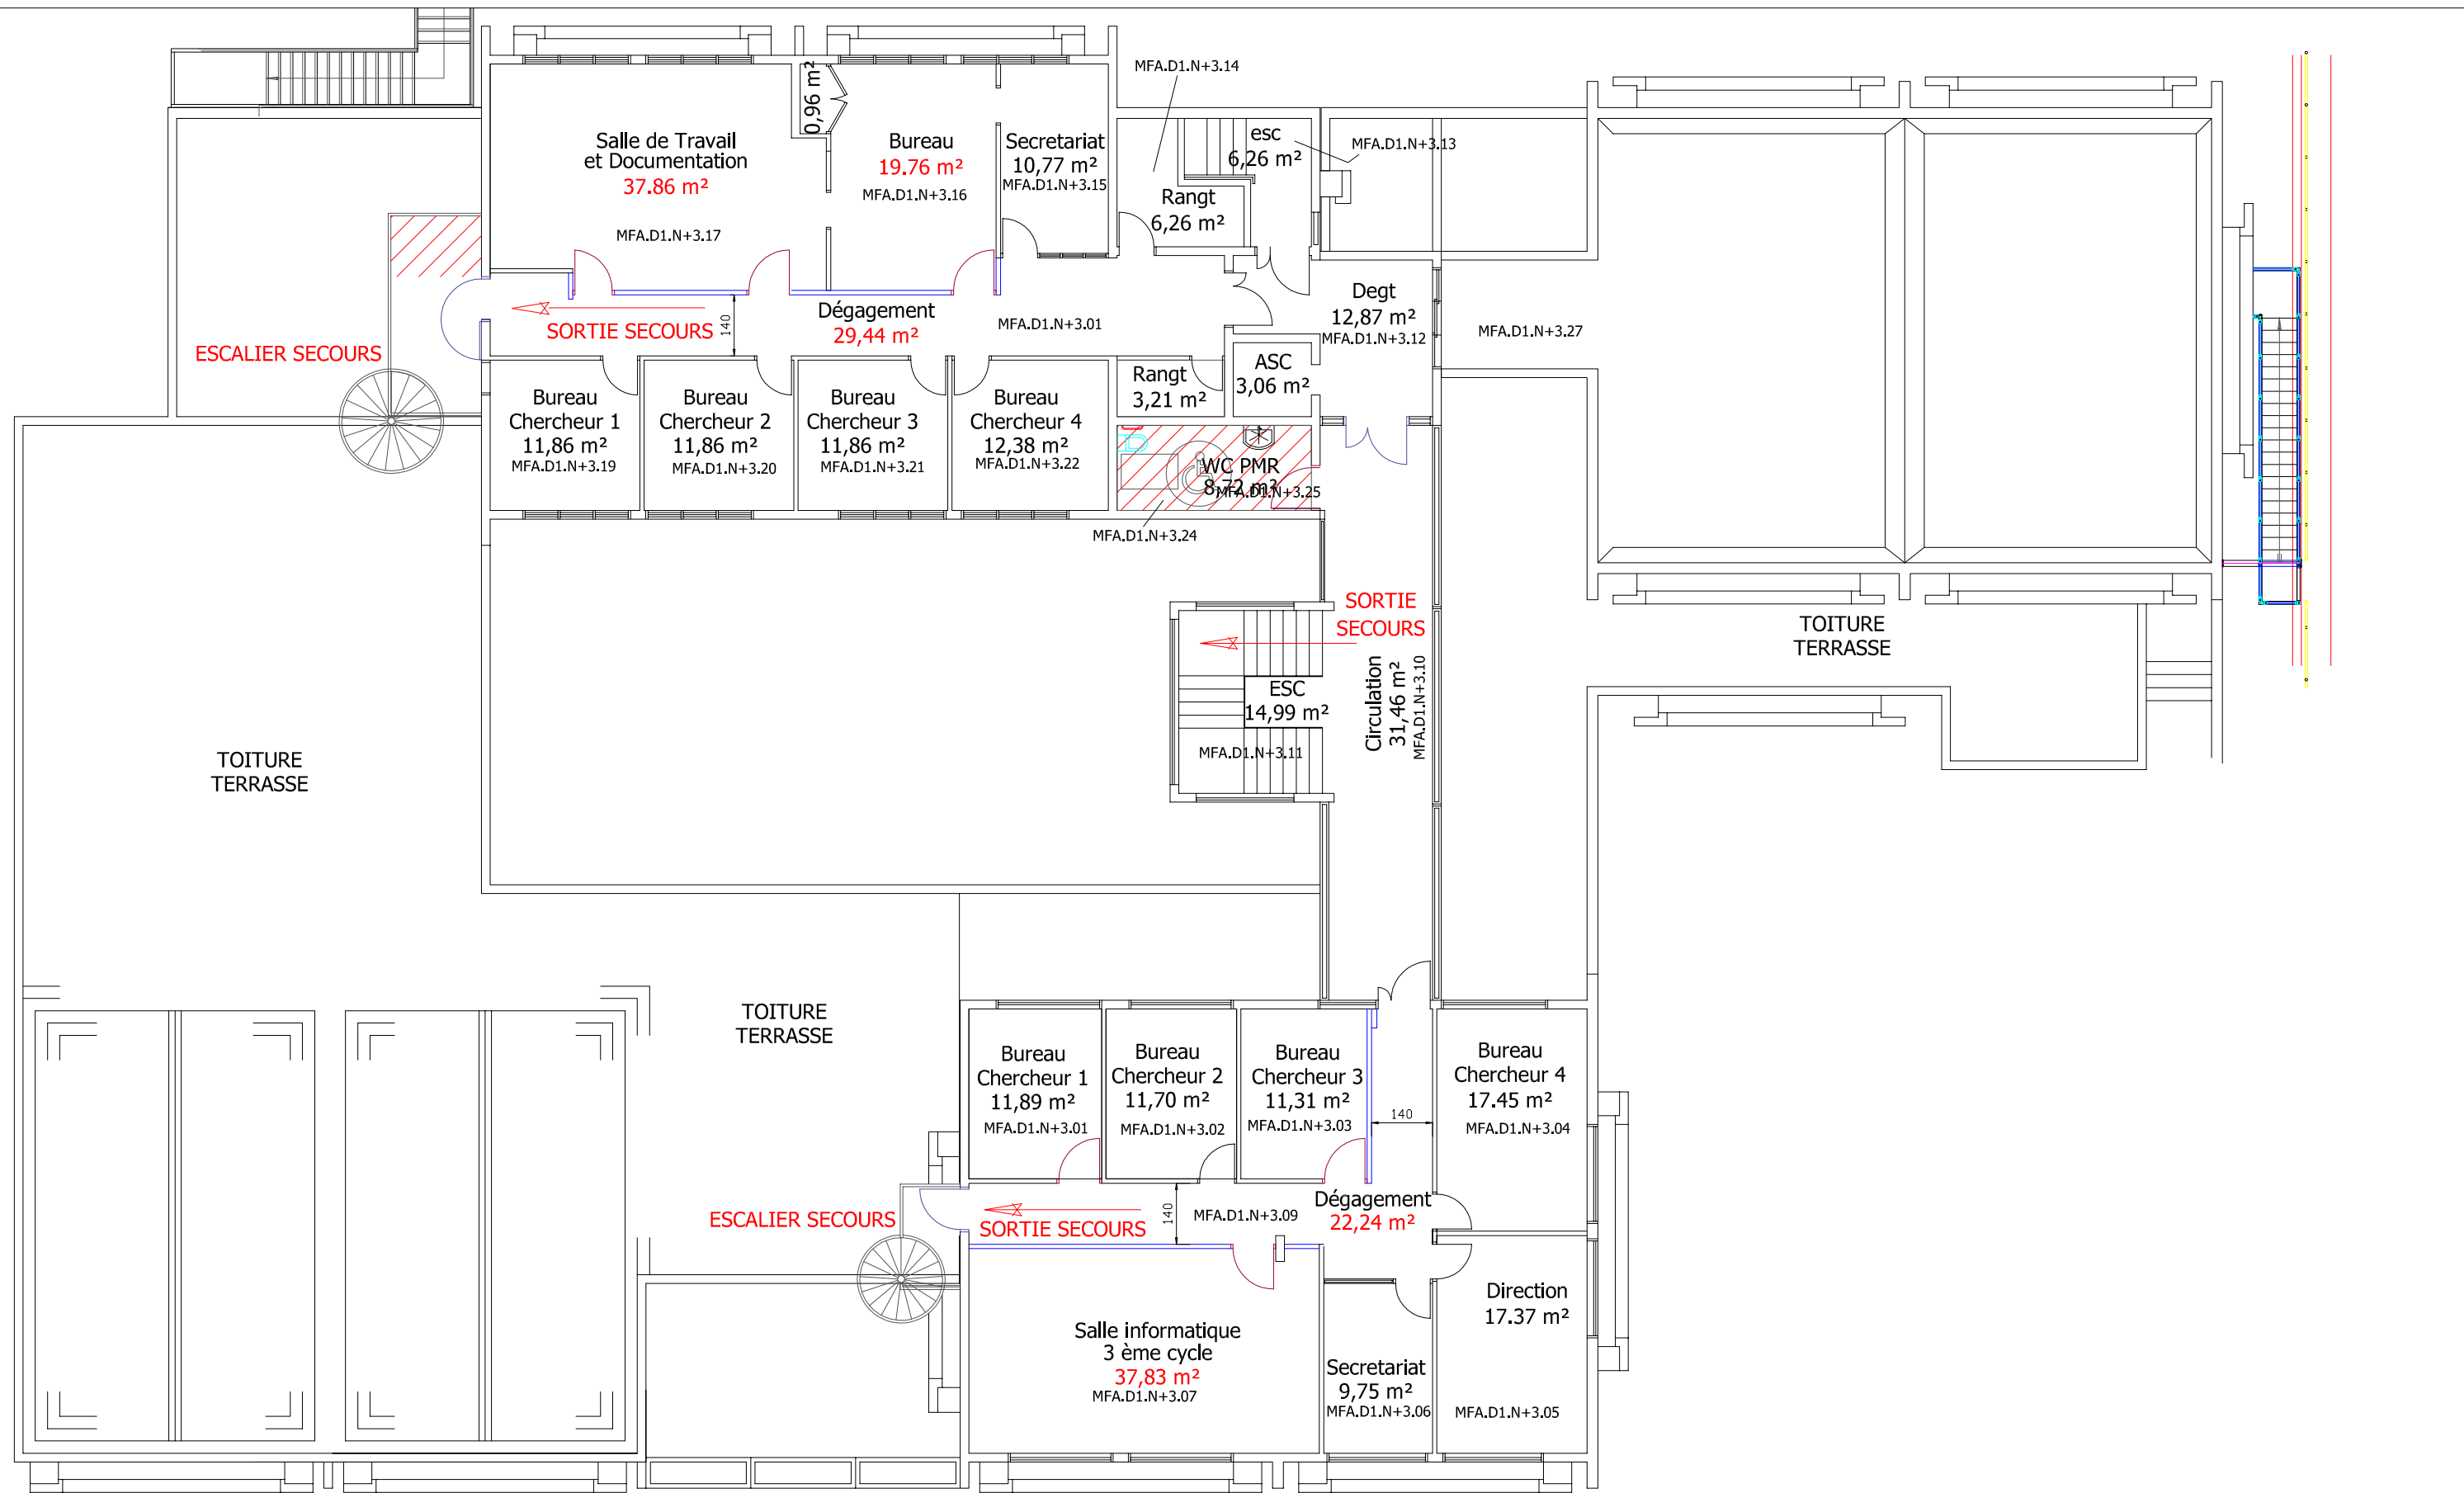 MFA.D1.N+3.14
0,96 m²
Salle de Travail
et Documentation
37.86 m²
MFA.D1.N+3.17
Bureau
19.76 m²
MFA.D1.N+3.16
Secretariat
10,77 m²
MFA.D1.N+3.15
esc
6,26 m²
MFA.D1.N+3.13
Rangt
6,26 m²
SORTIE SECOURS
140
Dégagement
29,44 m²
MFA.D1.N+3.01
Degt
12,87 m²
MFA.D1.N+3.12
MFA.D1.N+3.27
ESCALIER SECOURS
Bureau
Chercheur 1
11,86 m²
MFA.D1.N+3.19
Bureau
Chercheur 2
11,86 m²
MFA.D1.N+3.20
Bureau
Chercheur 3
11,86 m²
MFA.D1.N+3.21
Bureau
Chercheur 4
12,38 m²
MFA.D1.N+3.22
Rangt
3,21 m²
ASC
3,06 m²
WC PMR
8,72 m²
MFA.D1.N+3.25
MFA.D1.N+3.24
SORTIE
SECOURS
ESC
14,99 m²
MFA.D1.N+3.11
Circulation
31,46 m²
MFA.D1.N+3.10
TOITURE
TERRASSE
TOITURE
TERRASSE
TOITURE
TERRASSE
Bureau
Chercheur 1
11,89 m²
MFA.D1.N+3.01
Bureau
Chercheur 2
11,70 m²
MFA.D1.N+3.02
Bureau
Chercheur 3
11,31 m²
MFA.D1.N+3.03
140
Bureau
Chercheur 4
17.45 m²
MFA.D1.N+3.04
ESCALIER SECOURS
SORTIE SECOURS
140
MFA.D1.N+3.09
Dégagement
22,24 m²
Salle informatique
3 ème cycle
37,83 m²
MFA.D1.N+3.07
Secretariat
9,75 m²
MFA.D1.N+3.06
Direction
17.37 m²
MFA.D1.N+3.05